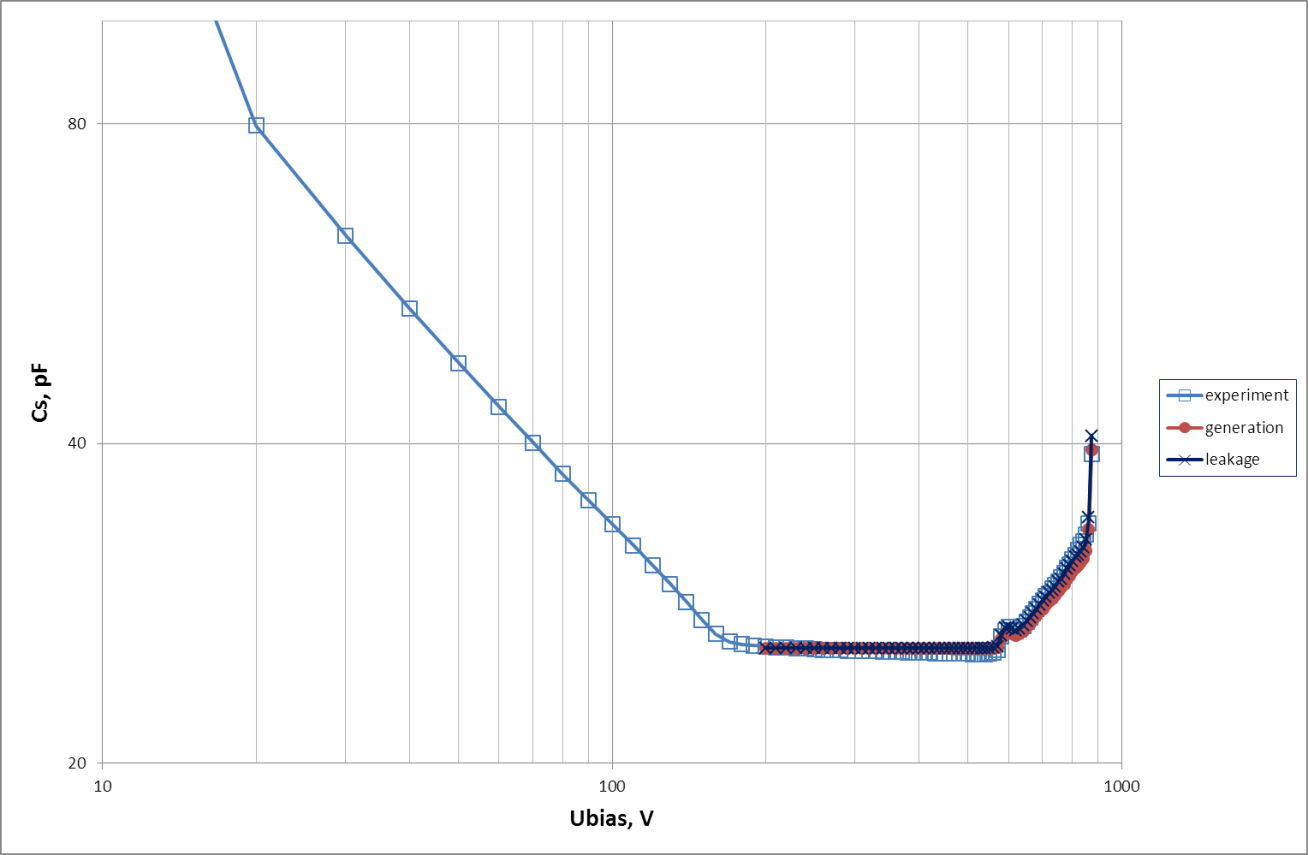 80
40
20
10
100
1000
Cs, pF
Ubias, V
experiment
generation
leakage